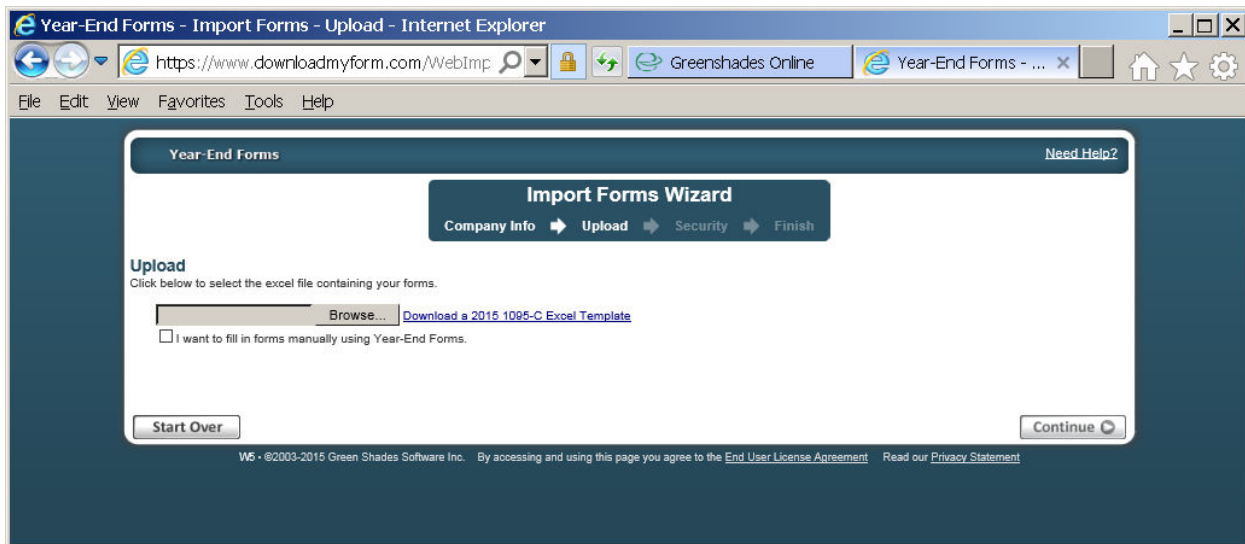 Year-End Forms - Import Forms - Upload - Internet Explorer
https://www.downloadmyform.com/WebImp Greenshades Online Year-End Forms - ...
File Edit View Favorites Tools Help
Year-End Forms Need Help?
Import Forms Wizard
Company Info Upload Security Finish
Upload
Click below to select the excel file containing your forms.
Browse... Download a 2015 1095-C Excel Template
I want to fill in forms manually using Year-End Forms.
Start Over Continue
W5 - ©2003-2015 Green Shades Software Inc. By accessing and using this page you agree to the End User License Agreement Read our Privacy Statement